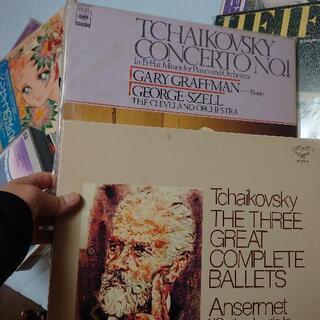 TCHAIKOVSKY
CONCERTO NO.1
In B-Flat Minor for Piano and Orchestra
GARY GRAFFMAN Piano
GEORGE SZELL
THE CLEVELAND ORCHESTRA
Tchaikovsky
THE THREE
GREAT
COMPLETE
BALLETS
Ansermet